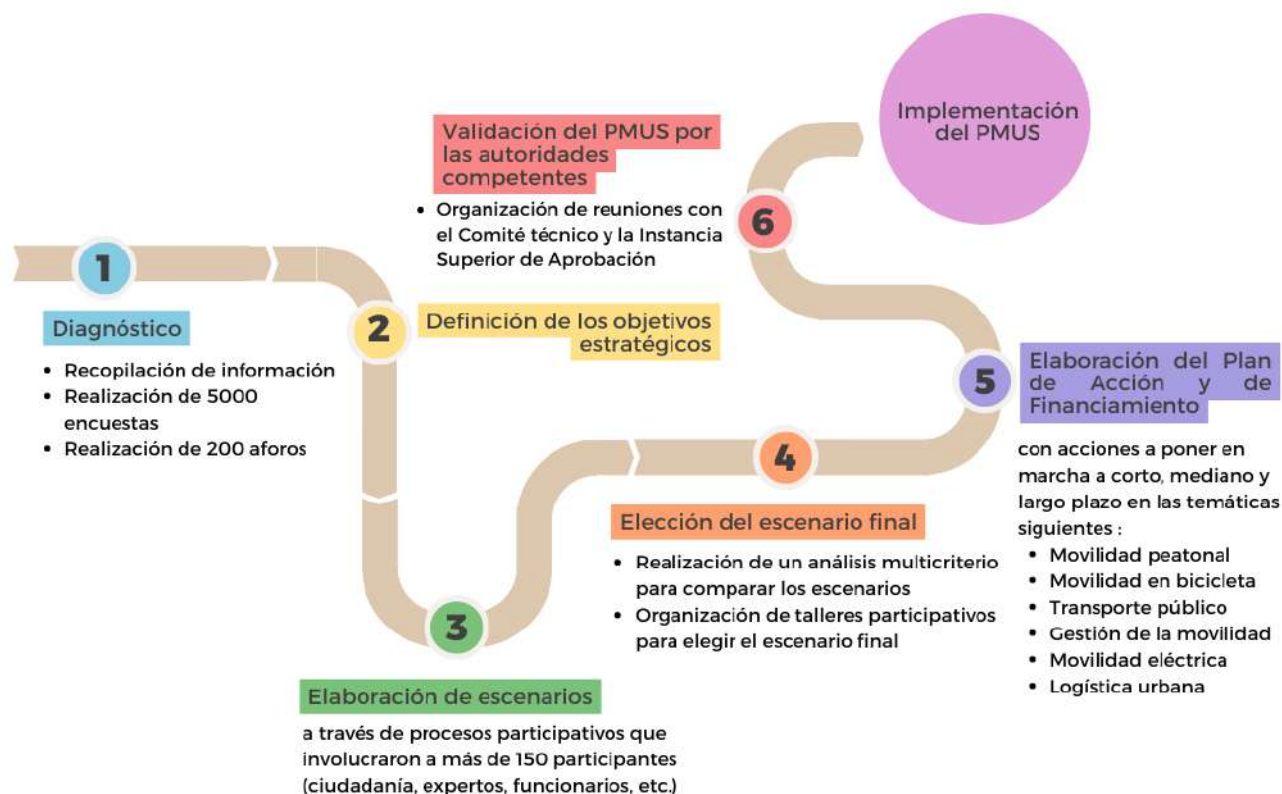 1
Diagnóstico
• Recopilación de información
• Realización de 5000
encuestas
• Realización de 200 aforos
2
Definición de los objetivos
estratégicos
3
Elaboración de escenarios
a través de procesos participativos que
involucraron a más de 150 participantes
(ciudadanía, expertos, funcionarios, etc.)
4
Elección del escenario final
• Realización de un análisis multicriterio
para comparar los escenarios
• Organización de talleres participativos
para elegir el escenario final
5
Elaboración del Plan
de Acción y de
Financiamiento
con acciones a poner en
marcha a corto, mediano y
largo plazo en las temáticas
siguientes :
• Movilidad peatonal
• Movilidad en bicicleta
• Transporte público
• Gestión de la movilidad
• Movilidad eléctrica
• Logística urbana
6
Validación del PMUS por
las autoridades
competentes
• Organización de reuniones con
el Comité técnico y la Instancia
Superior de Aprobación
Implementación
del PMUS